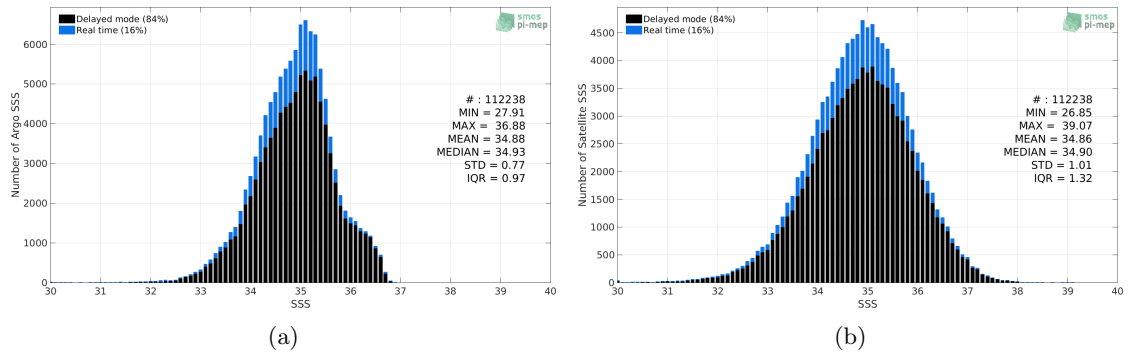 Delayed mode (84%)
Real time (16%)
smos
pi-mep
6000
5000
4000
3000
2000
1000
0
Number of Argo SSS
# : 112238
MIN = 27.91
MAX = 36.88
MEAN = 34.88
MEDIAN = 34.93
STD = 0.77
IQR = 0.97
30 31 32 33 34 35 36 37 38 39 40
SSS
(a)
Delayed mode (84%)
Real time (16%)
smos
pi-mep
4500
4000
3500
3000
2500
2000
1500
1000
500
0
Number of Satellite SSS
# : 112238
MIN = 26.85
MAX = 39.07
MEAN = 34.86
MEDIAN = 34.90
STD = 1.01
IQR = 1.32
30 31 32 33 34 35 36 37 38 39 40
SSS
(b)